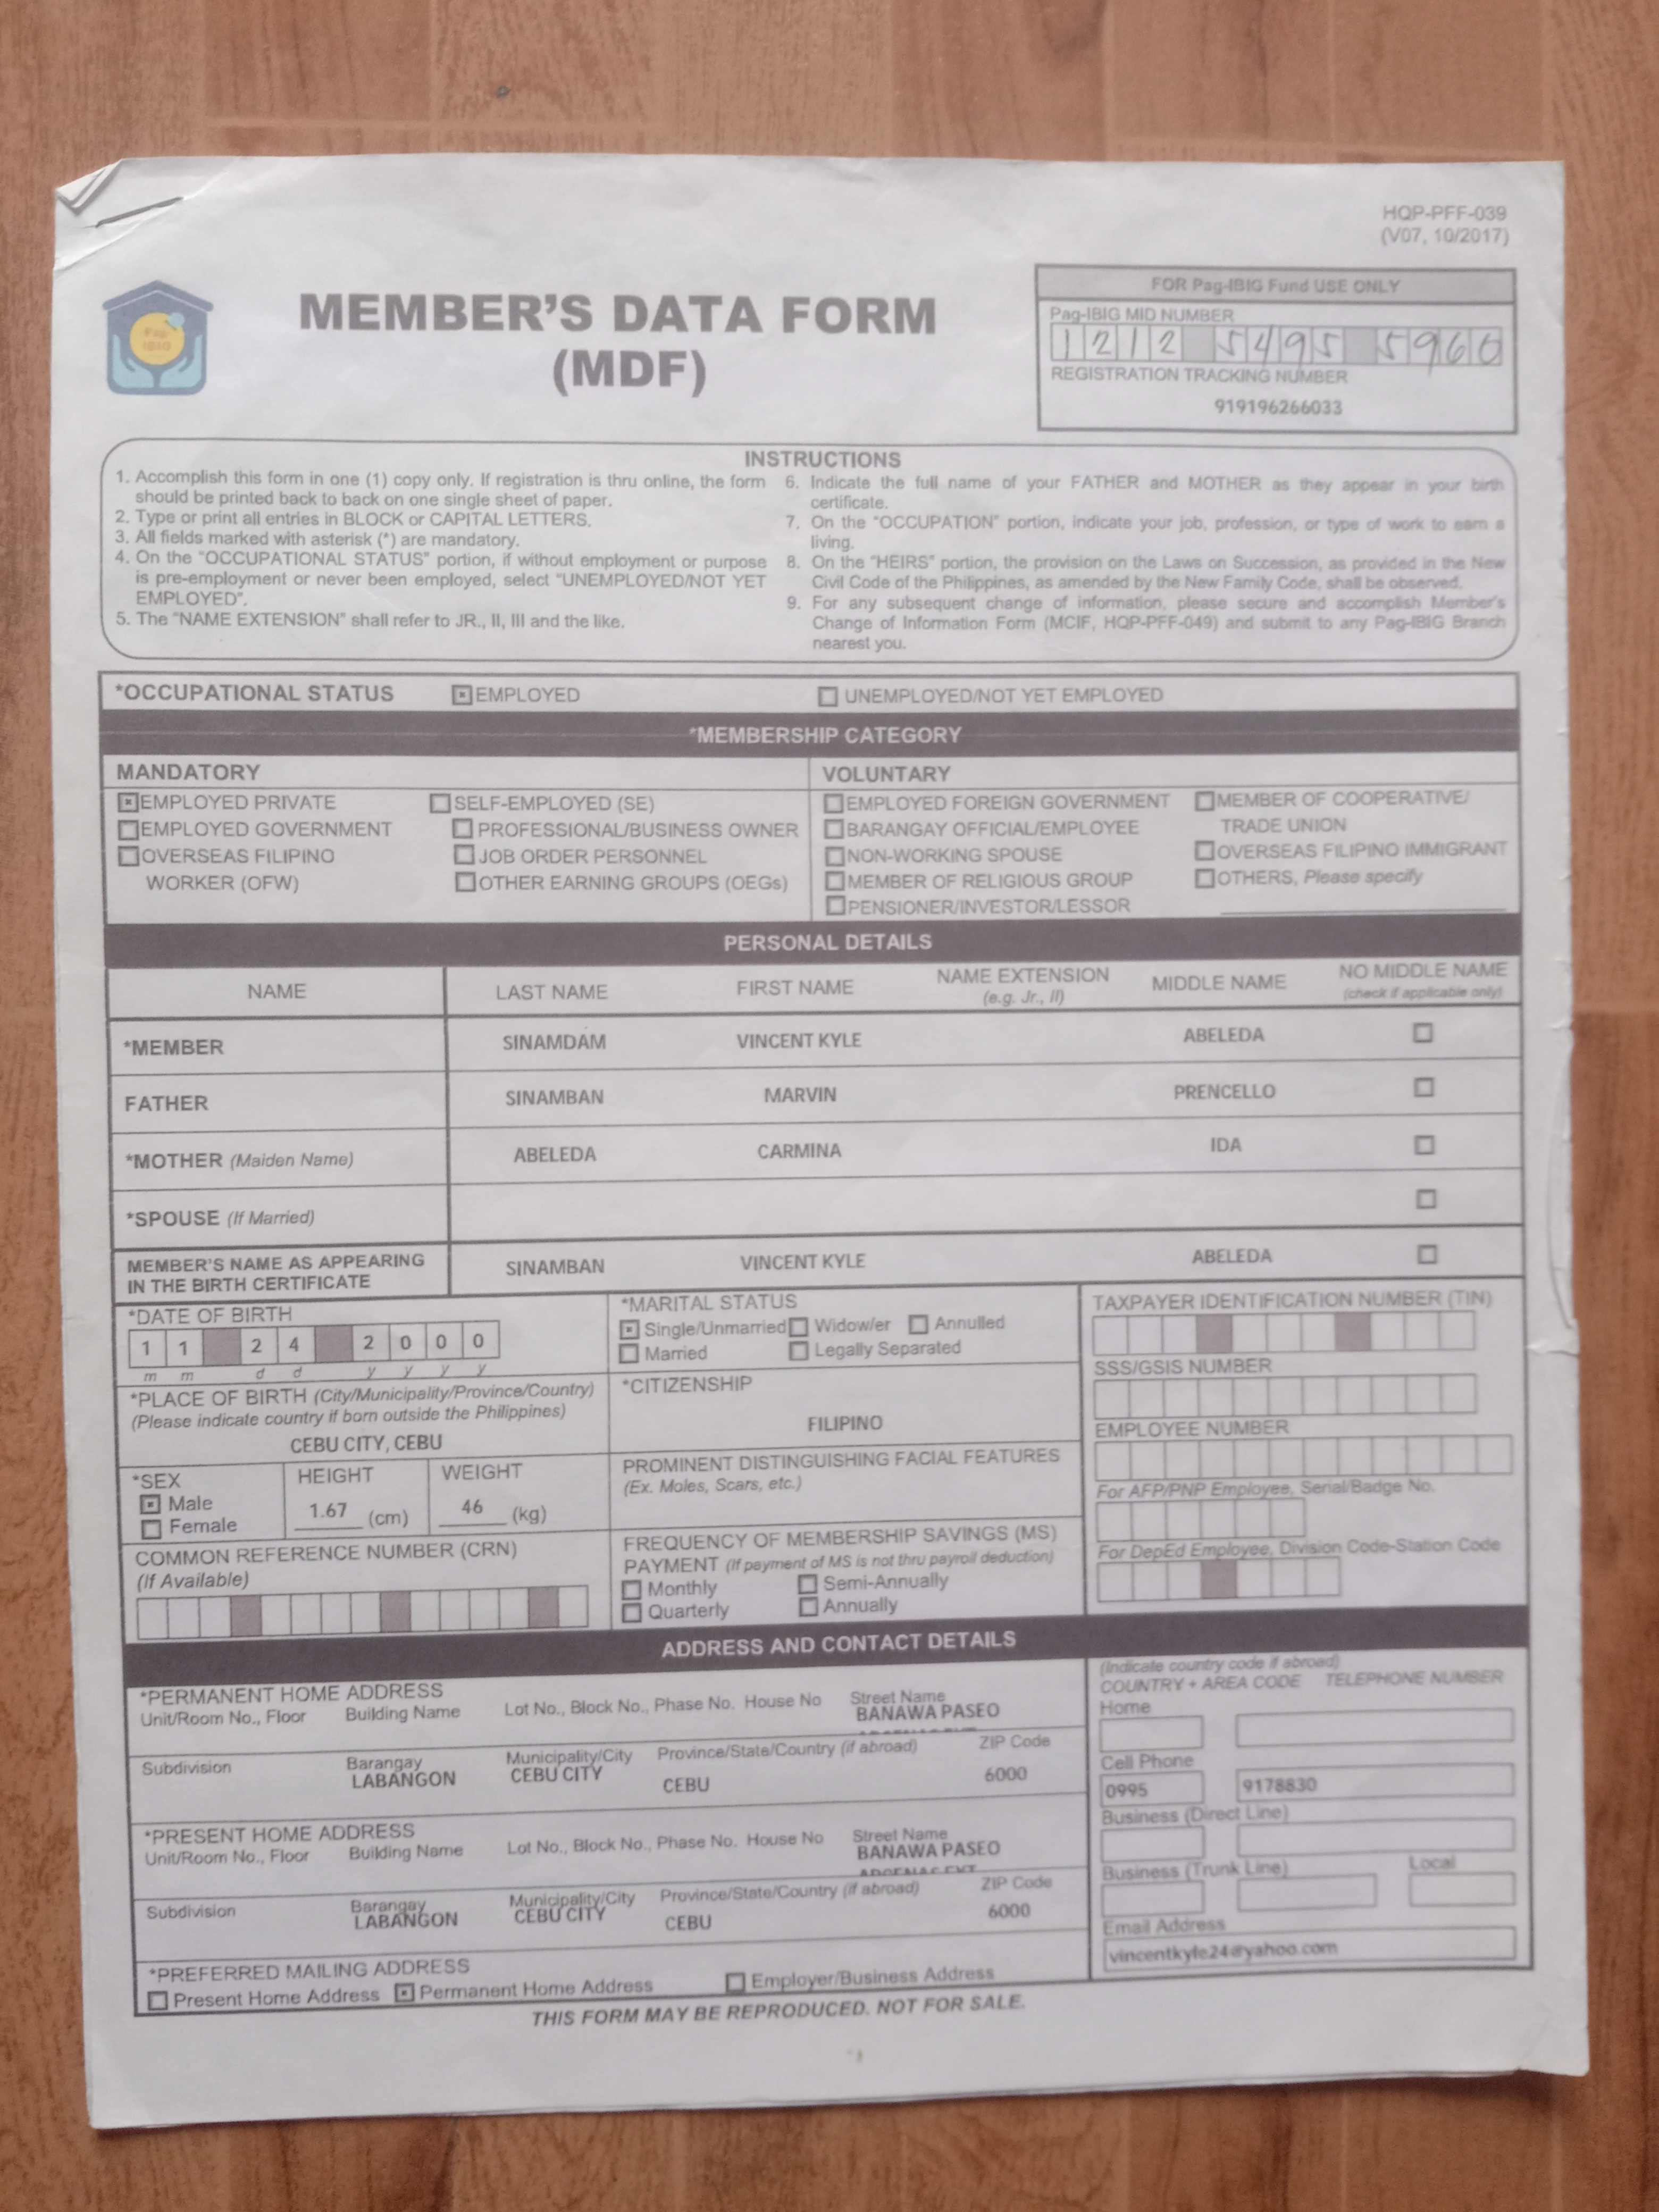 HQP-PFF-039
(V07, 10/2017)
Pag-IBIG
MEMBER'S DATA FORM
(MDF)
FOR Pag-IBIG Fund USE ONLY
Pag-IBIG MID NUMBER
1212 5495 5960
REGISTRATION TRACKING NUMBER
919196266033
INSTRUCTIONS
1. Accomplish this form in one (1) copy only. If registration is thru online, the form
should be printed back to back on one single sheet of paper.
2. Type or print all entries in BLOCK or CAPITAL LETTERS.
3. All fields marked with asterisk (*) are mandatory.
4. On the "OCCUPATIONAL STATUS" portion, if without employment or purpose
is pre-employment or never been employed, select "UNEMPLOYED/NOT YET
EMPLOYED".
5. The "NAME EXTENSION" shall refer to JR., II, III and the like.
6. Indicate the full name of your FATHER and MOTHER as they appear in your birth
certificate.
7. On the "OCCUPATION" portion, indicate your job, profession, or type of work to earn a
living.
8. On the "HEIRS" portion, the provision on the Laws on Succession, as provided in the New
Civil Code of the Philippines, as amended by the New Family Code, shall be observed.
9. For any subsequent change of information, please secure and accomplish Member's
Change of Information Form (MCIF, HQP-PFF-049) and submit to any Pag-IBIG Branch
nearest you.
*OCCUPATIONAL STATUS EMPLOYED UNEMPLOYED/NOT YET EMPLOYED
*MEMBERSHIP CATEGORY
MANDATORY
EMPLOYED PRIVATE SELF-EMPLOYED (SE)
EMPLOYED GOVERNMENT PROFESSIONAL/BUSINESS OWNER
OVERSEAS FILIPINO JOB ORDER PERSONNEL
WORKER (OFW) OTHER EARNING GROUPS (OEGs)
VOLUNTARY
EMPLOYED FOREIGN GOVERNMENT MEMBER OF COOPERATIVE/
BARANGAY OFFICIAL/EMPLOYEE TRADE UNION
NON-WORKING SPOUSE OVERSEAS FILIPINO IMMIGRANT
MEMBER OF RELIGIOUS GROUP OTHERS, Please specify
PENSIONER/INVESTOR/LESSOR
PERSONAL DETAILS
NAME LAST NAME FIRST NAME NAME EXTENSION MIDDLE NAME NO MIDDLE NAME
(e.g. Jr., II) (check if applicable only)
*MEMBER SINAMDAM VINCENT KYLE ABELEDA
FATHER SINAMBAN MARVIN PRENCELLO
*MOTHER (Maiden Name) ABELEDA CARMINA IDA
*SPOUSE (If Married)
MEMBER'S NAME AS APPEARING
IN THE BIRTH CERTIFICATE SINAMBAN VINCENT KYLE ABELEDA
*DATE OF BIRTH
1 1 2 4 2 0 0 0
m m d d y y y y
*PLACE OF BIRTH (City/Municipality/Province/Country)
(Please indicate country if born outside the Philippines)
CEBU CITY, CEBU
*SEX HEIGHT WEIGHT
Male 1.67 (cm) 46 (kg)
Female
COMMON REFERENCE NUMBER (CRN)
(If Available)
*MARITAL STATUS
Single/Unmarried Widow/er Annulled
Married Legally Separated
*CITIZENSHIP
FILIPINO
PROMINENT DISTINGUISHING FACIAL FEATURES
(Ex. Moles, Scars, etc.)
FREQUENCY OF MEMBERSHIP SAVINGS (MS)
PAYMENT (If payment of MS is not thru payroll deduction)
Monthly Semi-Annually
Quarterly Annually
TAXPAYER IDENTIFICATION NUMBER (TIN)
SSS/GSIS NUMBER
EMPLOYEE NUMBER
For AFP/PNP Employee, Serial/Badge No.
For DepEd Employee, Division Code-Station Code
ADDRESS AND CONTACT DETAILS
*PERMANENT HOME ADDRESS
Unit/Room No., Floor Building Name Lot No., Block No., Phase No. House No Street Name
BANAWA PASEO
Subdivision Barangay Municipality/City Province/State/Country (if abroad) ZIP Code
LABANGON CEBU CITY CEBU 6000
*PRESENT HOME ADDRESS
Unit/Room No., Floor Building Name Lot No., Block No., Phase No. House No Street Name
BANAWA PASEO
Subdivision Barangay Municipality/City Province/State/Country (if abroad) ZIP Code
LABANGON CEBU CITY CEBU 6000
*PREFERRED MAILING ADDRESS
Present Home Address Permanent Home Address Employer/Business Address
(Indicate country code if abroad)
COUNTRY + AREA CODE TELEPHONE NUMBER
Home
Cell Phone
0995 9178830
Business (Direct Line)
Business (Trunk Line) Local
Email Address
vincentkyle24@yahoo.com
THIS FORM MAY BE REPRODUCED. NOT FOR SALE.